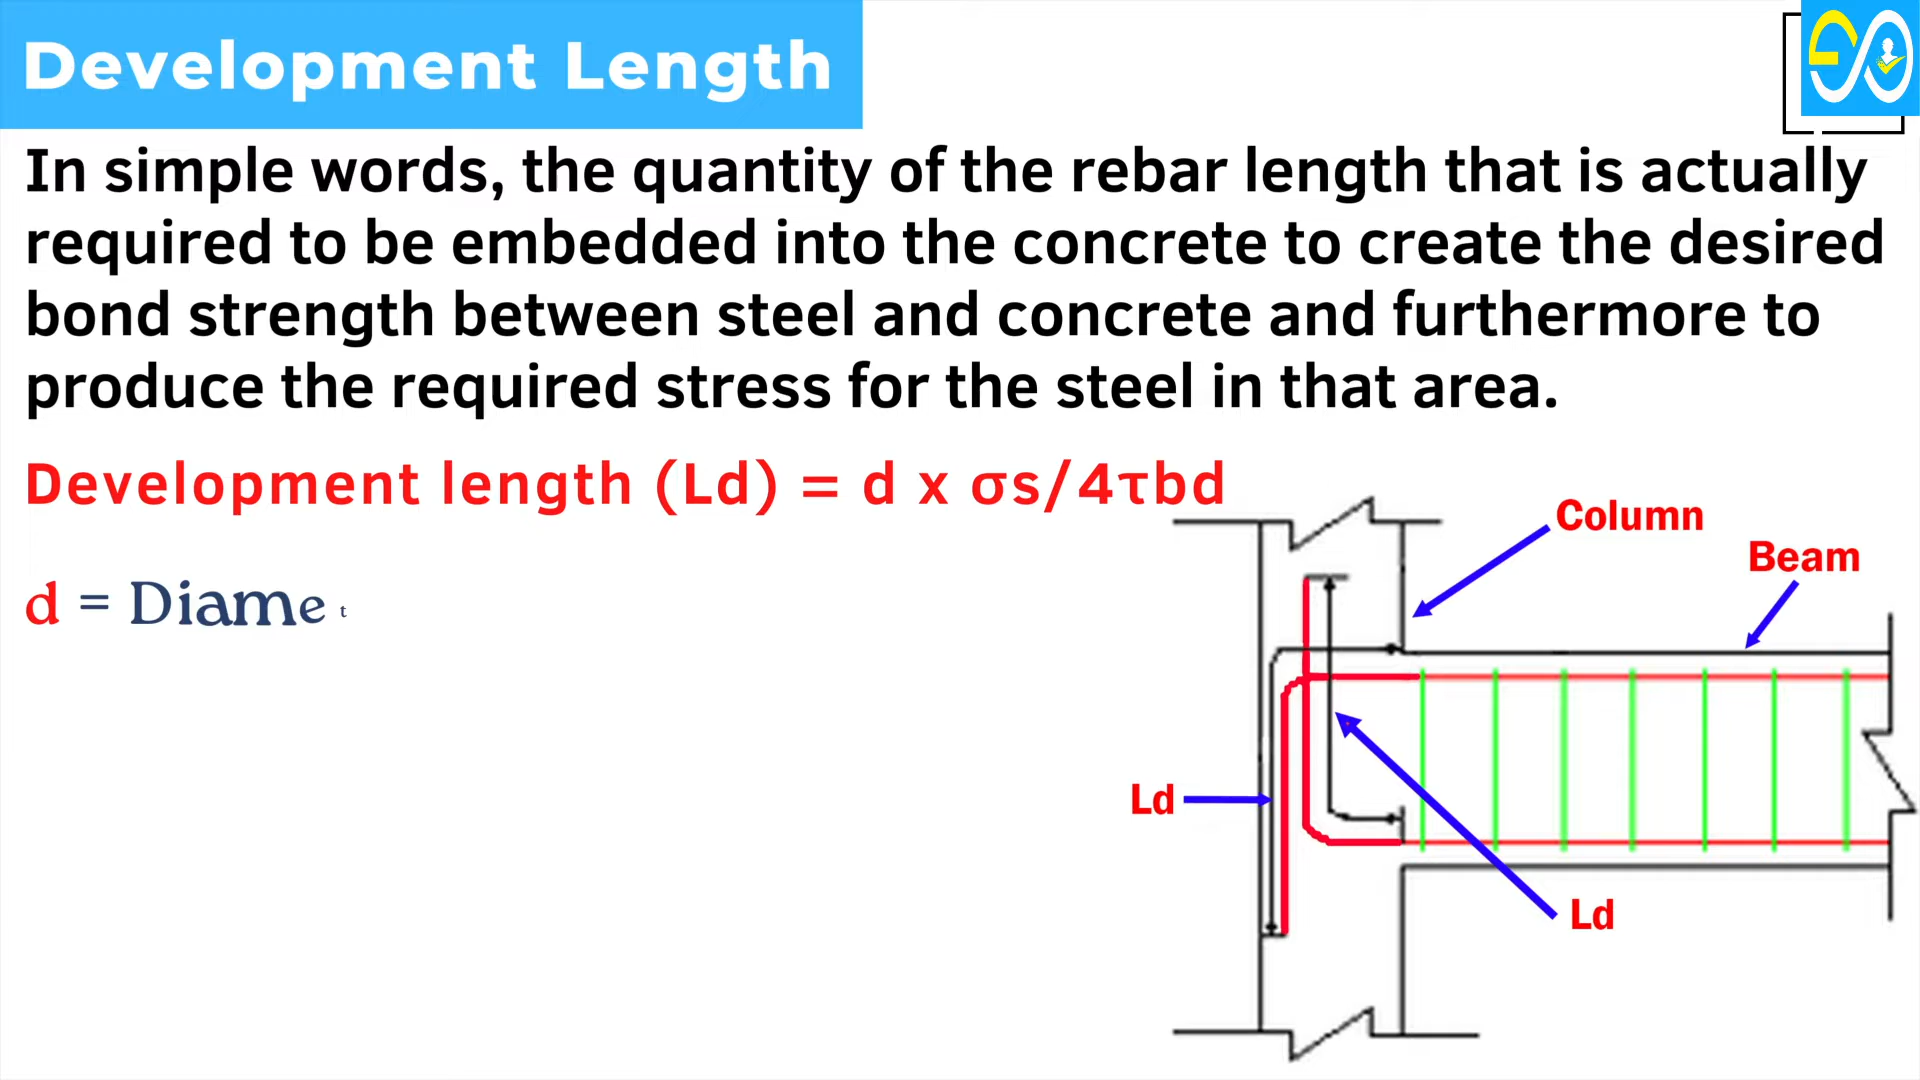 Development Length
In simple words, the quantity of the rebar length that is actually
required to be embedded into the concrete to create the desired
bond strength between steel and concrete and furthermore to
produce the required stress for the steel in that area.
Development length (Ld) = d x σs/4τbd
d = Diamet
Column
Beam
Ld
Ld